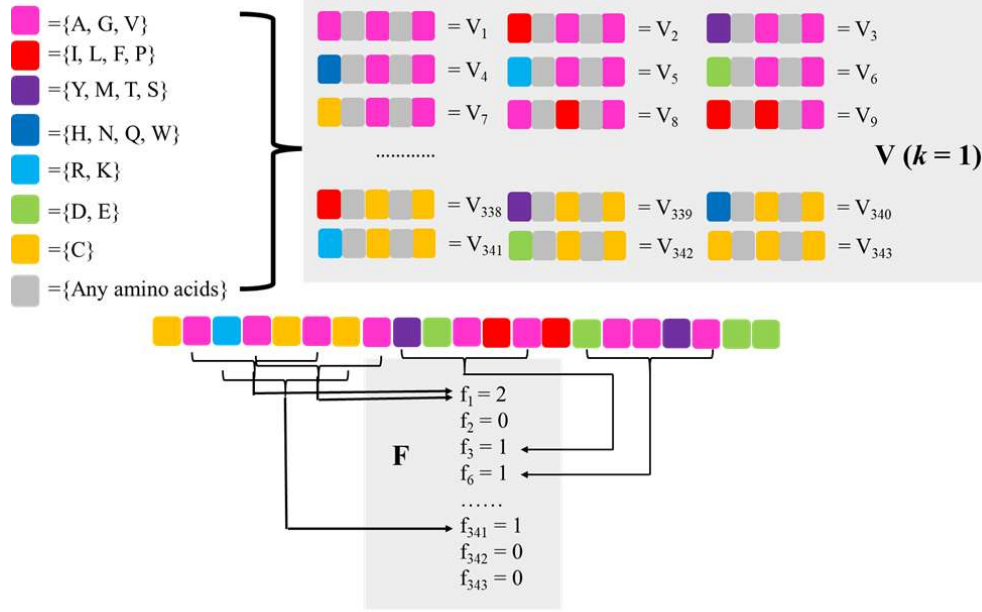 ={A, G, V}
={I, L, F, P}
={Y, M, T, S}
={H, N, Q, W}
={R, K}
={D, E}
={C}
={Any amino acids}
= V₁ = V₂ = V₃
= V₄ = V₅ = V₆
= V₇ = V₈ = V₉
............
V (k = 1)
= V₃₃₈ = V₃₃₉ = V₃₄₀
= V₃₄₁ = V₃₄₂ = V₃₄₃
F
f₁ = 2
f₂ = 0
f₃ = 1
f₆ = 1
......
f₃₄₁ = 1
f₃₄₂ = 0
f₃₄₃ = 0